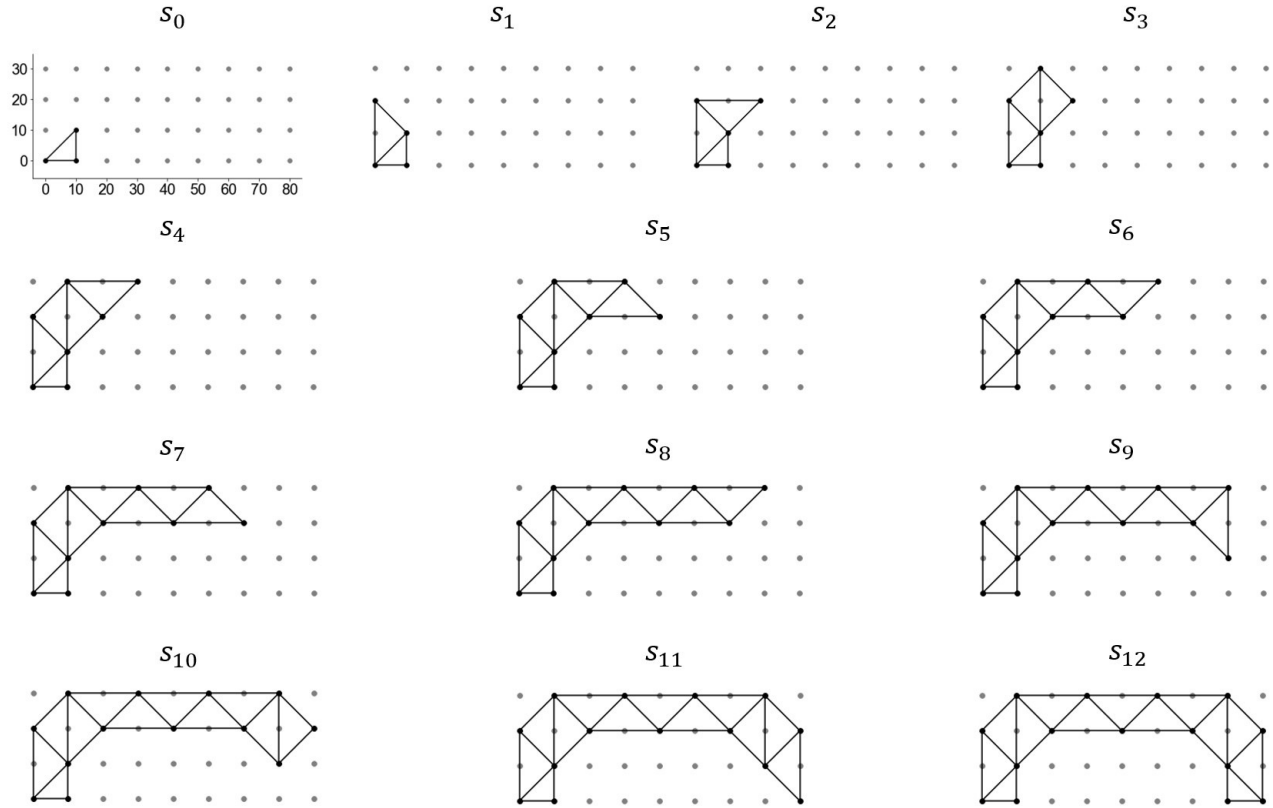 s₀ s₁ s₂ s₃
30
20
10
0
0 10 20 30 40 50 60 70 80
s₄ s₅ s₆
s₇ s₈ s₉
s₁₀ s₁₁ s₁₂